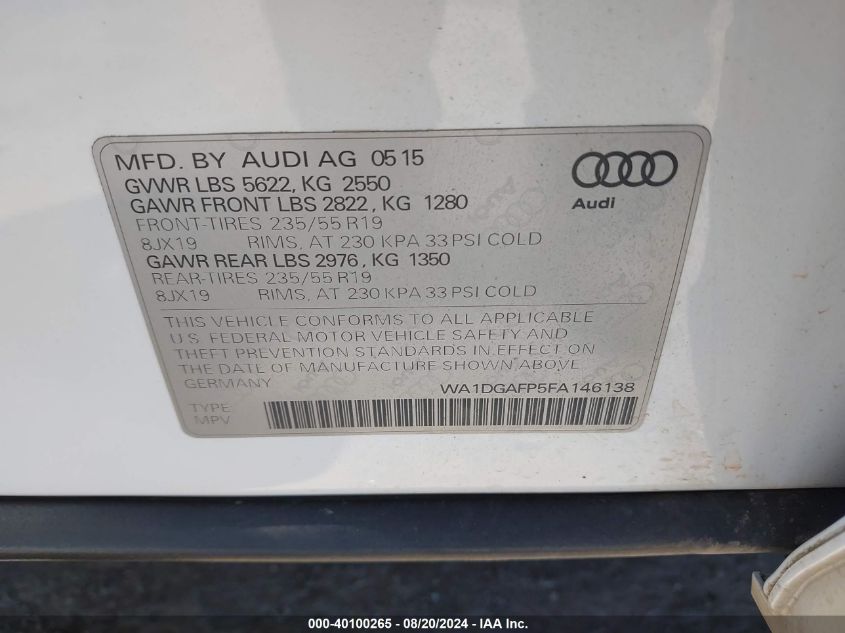 MFD. BY AUDI AG 05 15
GVWR LBS 5622, KG 2550
GAWR FRONT LBS 2822, KG 1280
FRONT-TIRES 235/55 R19
8JX19 RIMS, AT 230 KPA 33 PSI COLD
GAWR REAR LBS 2976, KG 1350
REAR-TIRES 235/55 R19
8JX19 RIMS, AT 230 KPA 33 PSI COLD
Audi
THIS VEHICLE CONFORMS TO ALL APPLICABLE
U.S. FEDERAL MOTOR VEHICLE SAFETY AND
THEFT PREVENTION STANDARDS IN EFFECT ON
THE DATE OF MANUFACTURE SHOWN ABOVE.
GERMANY
WA1DGAFP5FA146138
TYPE:
MPV
000-40100265 - 08/20/2024 - IAA Inc.